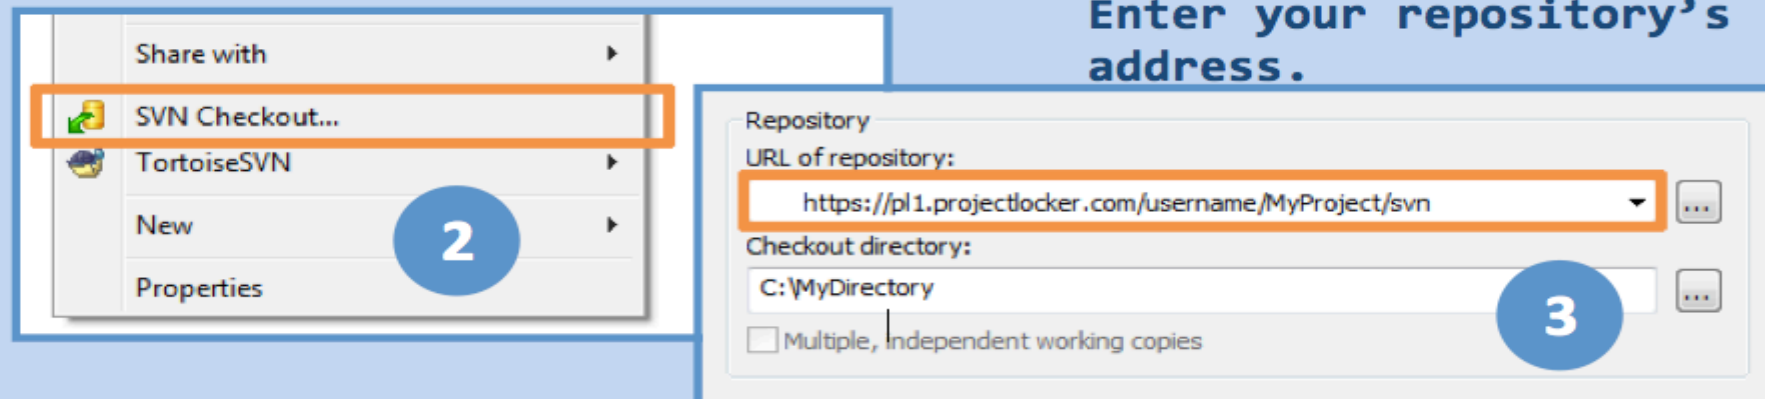 Share with
SVN Checkout...
TortoiseSVN
New
Properties
2
Enter your repository’s
address.
Repository
URL of repository:
https://pl1.projectlocker.com/username/MyProject/svn
...
Checkout directory:
C:\MyDirectory
...
Multiple, independent working copies
3